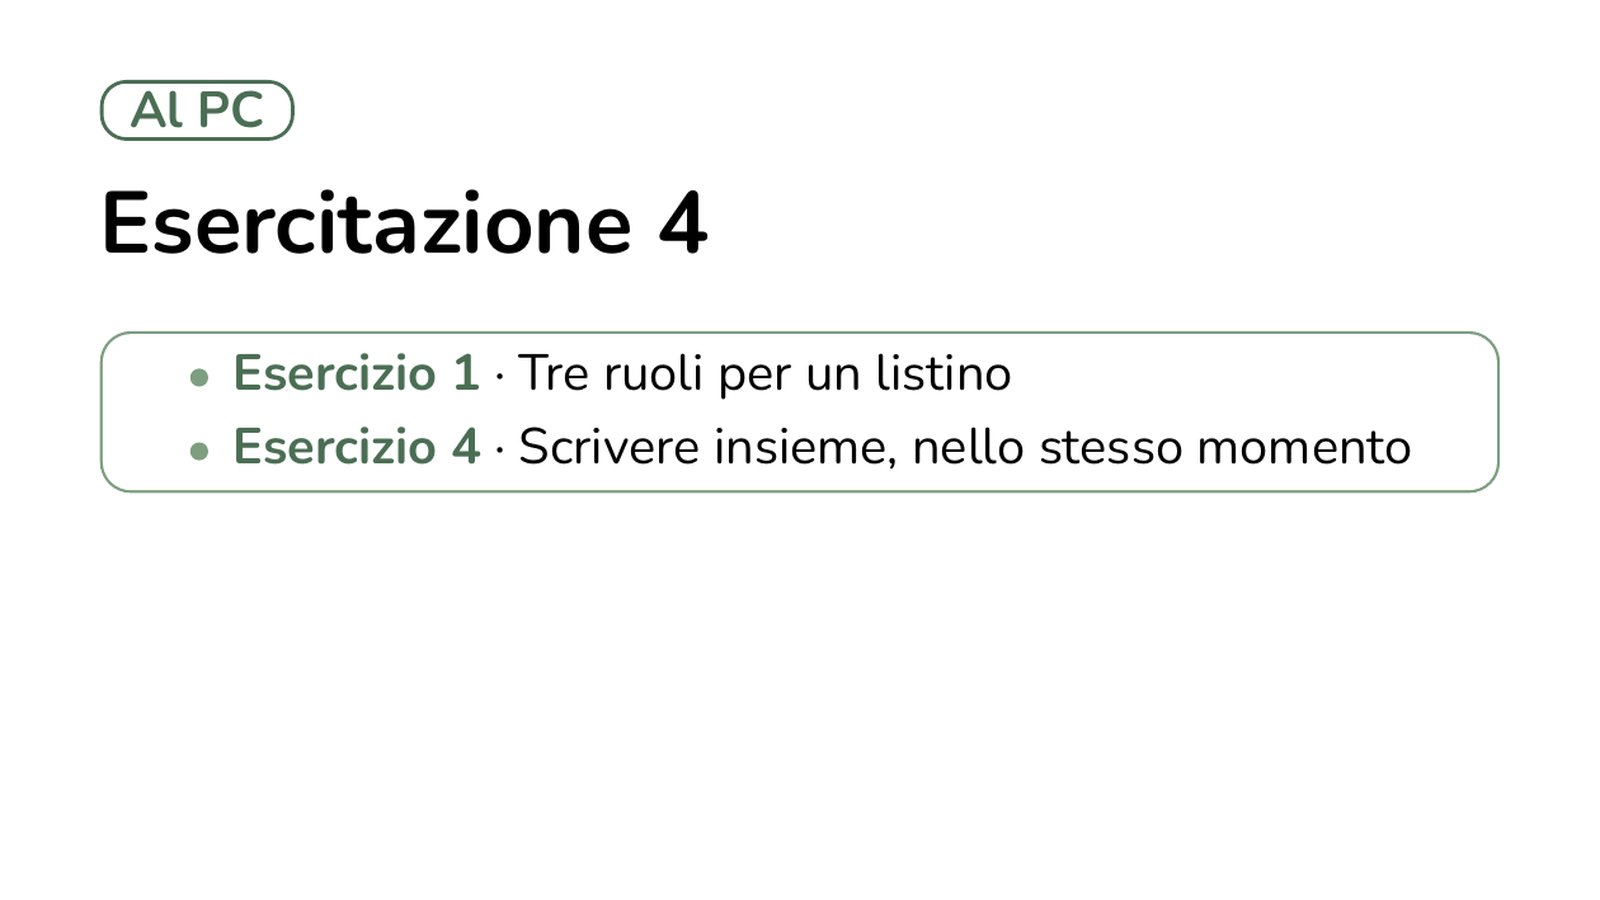 Al PC
Esercitazione 4
• Esercizio 1 · Tre ruoli per un listino
• Esercizio 4 · Scrivere insieme, nello stesso momento